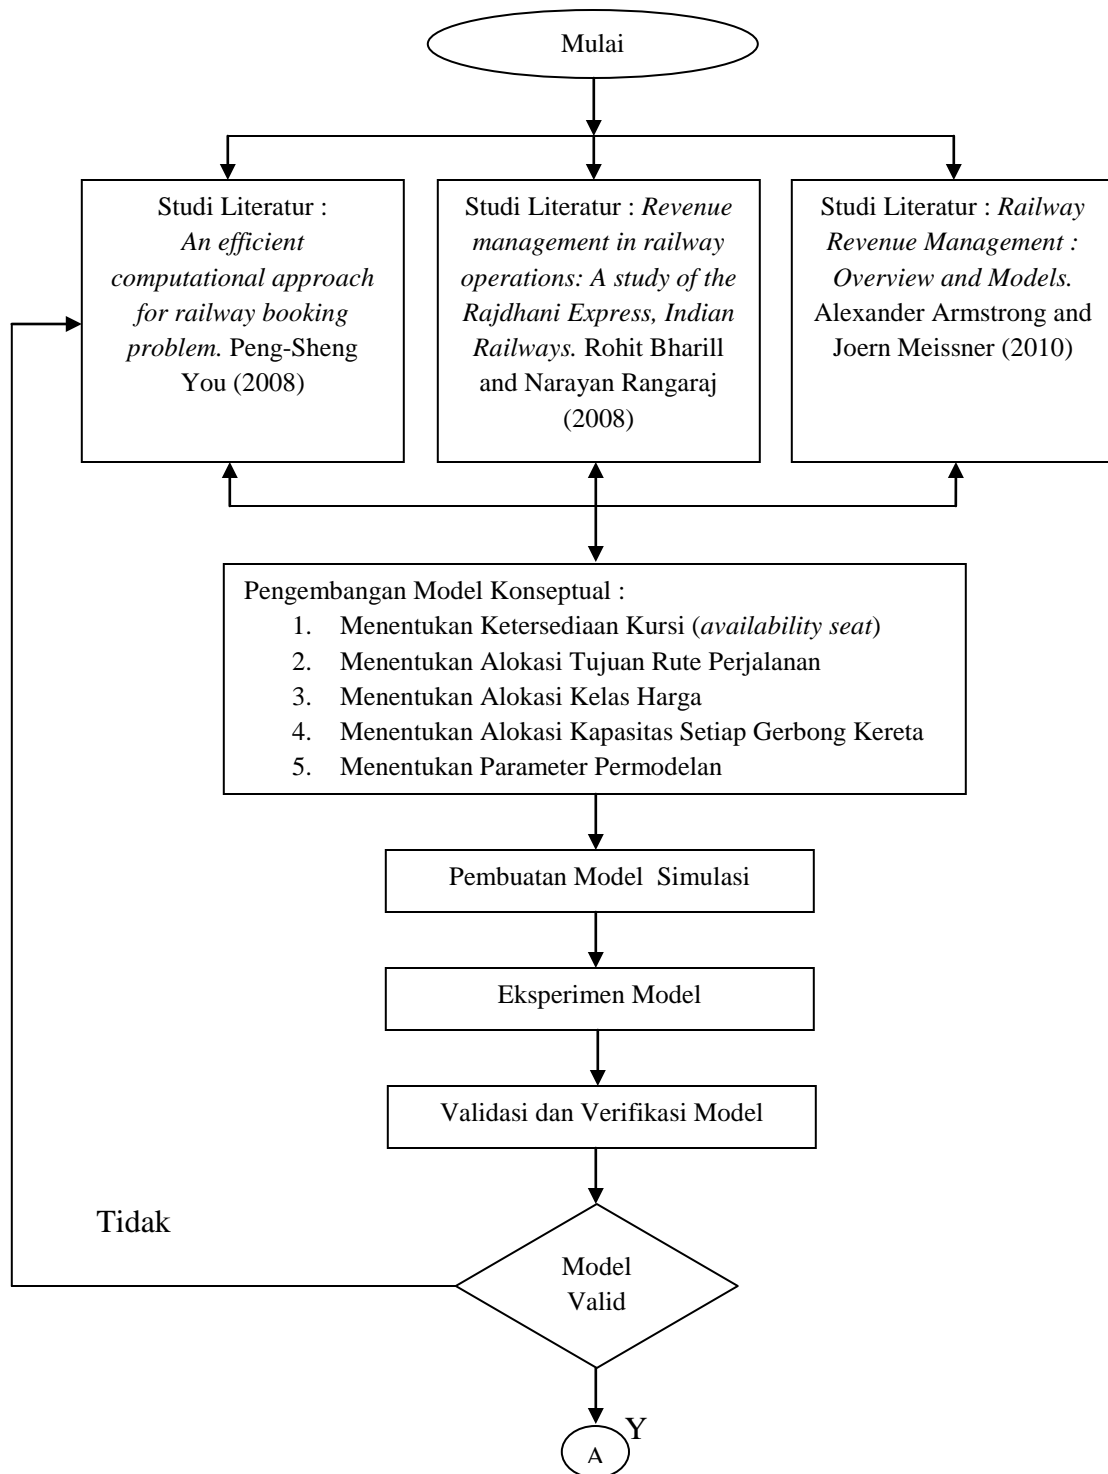 Mulai
Studi Literatur :
An efficient
computational approach
for railway booking
problem. Peng-Sheng
You (2008)
Studi Literatur : Revenue
management in railway
operations: A study of the
Rajdhani Express, Indian
Railways. Rohit Bharill
and Narayan Rangaraj
(2008)
Studi Literatur : Railway
Revenue Management :
Overview and Models.
Alexander Armstrong and
Joern Meissner (2010)
Pengembangan Model Konseptual :
1. Menentukan Ketersediaan Kursi (availability seat)
2. Menentukan Alokasi Tujuan Rute Perjalanan
3. Menentukan Alokasi Kelas Harga
4. Menentukan Alokasi Kapasitas Setiap Gerbong Kereta
5. Menentukan Parameter Permodelan
Pembuatan Model  Simulasi
Eksperimen Model
Validasi dan Verifikasi Model
Tidak
Model
Valid
Y
A